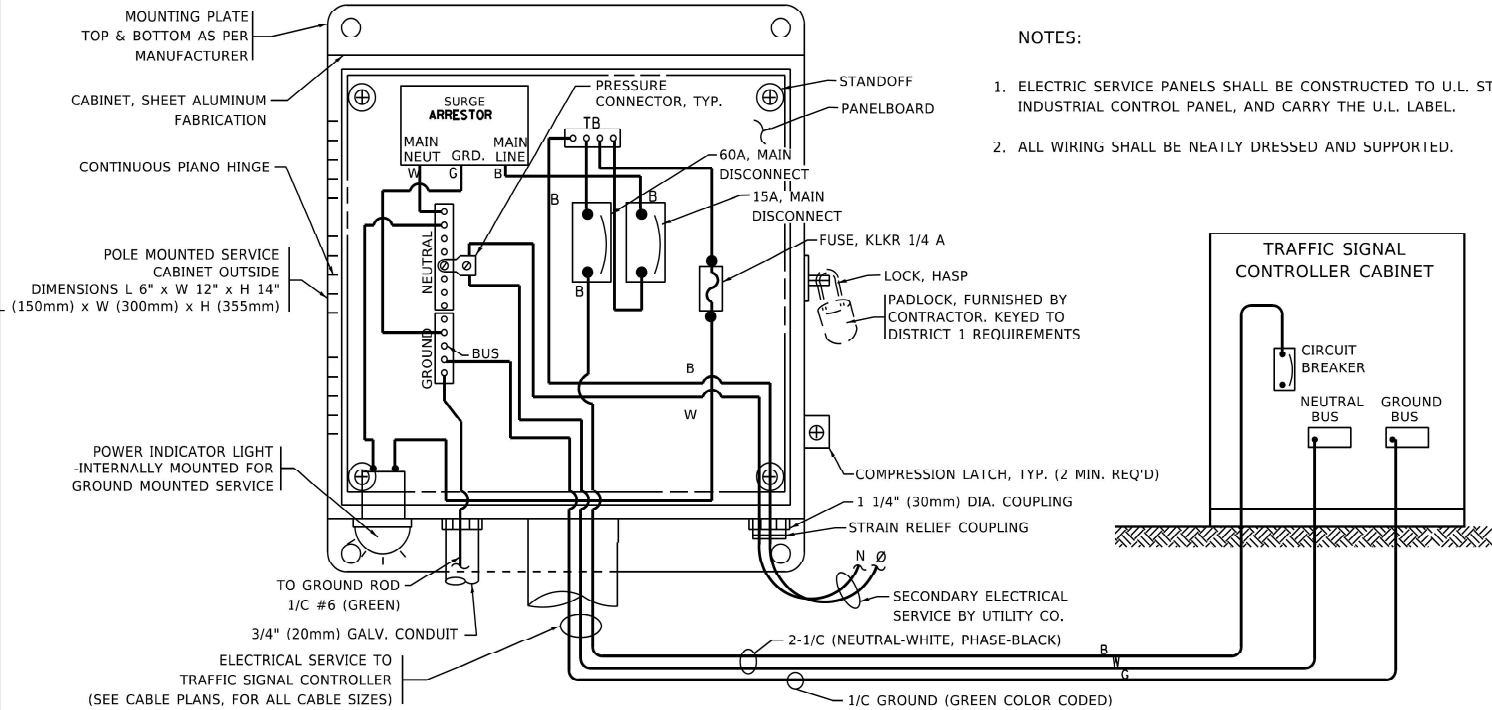 MOUNTING PLATE
TOP & BOTTOM AS PER
MANUFACTURER
CABINET, SHEET ALUMINUM
FABRICATION
CONTINUOUS PIANO HINGE
POLE MOUNTED SERVICE
CABINET OUTSIDE
DIMENSIONS L 6" x W 12" x H 14"
L (150mm) x W (300mm) x H (355mm)
POWER INDICATOR LIGHT
-INTERNALLY MOUNTED FOR
GROUND MOUNTED SERVICE
SURGE
ARRESTOR
MAIN
NEUT
GRD.
MAIN
LINE
W
G
B
PRESSURE
CONNECTOR, TYP.
TB
STANDOFF
PANELBOARD
60A, MAIN
DISCONNECT
15A, MAIN
DISCONNECT
B
B
B
FUSE, KLKR 1/4 A
LOCK, HASP
PADLOCK, FURNISHED BY
CONTRACTOR. KEYED TO
DISTRICT 1 REQUIREMENTS
NEUTRAL
GROUND
BUS
B
W
COMPRESSION LATCH, TYP. (2 MIN. REQ'D)
1 1/4" (30mm) DIA. COUPLING
STRAIN RELIEF COUPLING
N Ø
SECONDARY ELECTRICAL
SERVICE BY UTILITY CO.
TO GROUND ROD
1/C #6 (GREEN)
3/4" (20mm) GALV. CONDUIT
ELECTRICAL SERVICE TO
TRAFFIC SIGNAL CONTROLLER
(SEE CABLE PLANS, FOR ALL CABLE SIZES)
2-1/C (NEUTRAL-WHITE, PHASE-BLACK)
1/C GROUND (GREEN COLOR CODED)
B
W
G
NOTES:
1. ELECTRIC SERVICE PANELS SHALL BE CONSTRUCTED TO U.L. ST
INDUSTRIAL CONTROL PANEL, AND CARRY THE U.L. LABEL.
2. ALL WIRING SHALL BE NEATLY DRESSED AND SUPPORTED.
TRAFFIC SIGNAL
CONTROLLER CABINET
CIRCUIT
BREAKER
NEUTRAL
BUS
GROUND
BUS